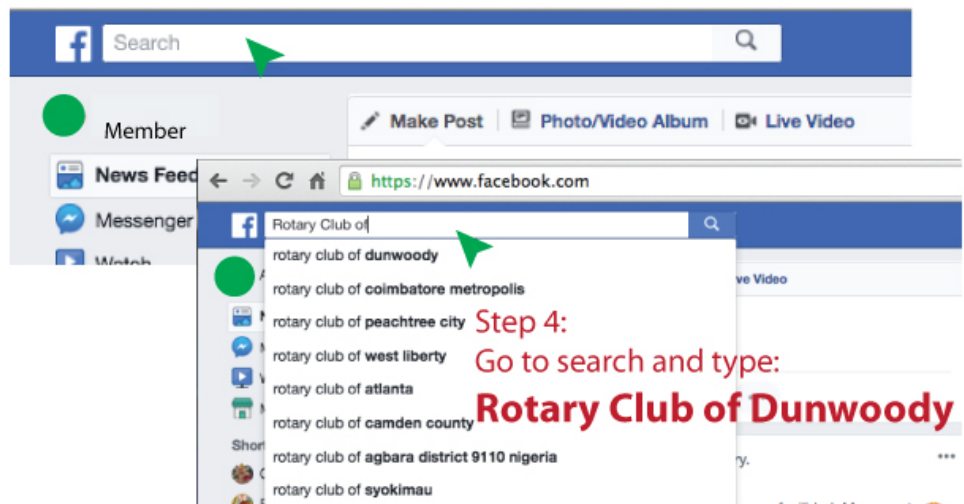 f Search
Member
Make Post Photo/Video Album Live Video
News Feed
Messenger
Watch
https://www.facebook.com
f Rotary Club of
rotary club of dunwoody
ve Video
rotary club of coimbatore metropolis
rotary club of peachtree city
rotary club of west liberty
rotary club of atlanta
rotary club of camden county
rotary club of agbara district 9110 nigeria
rotary club of syokimau
Step 4:
Go to search and type:
Rotary Club of Dunwoody
Shor
ry.